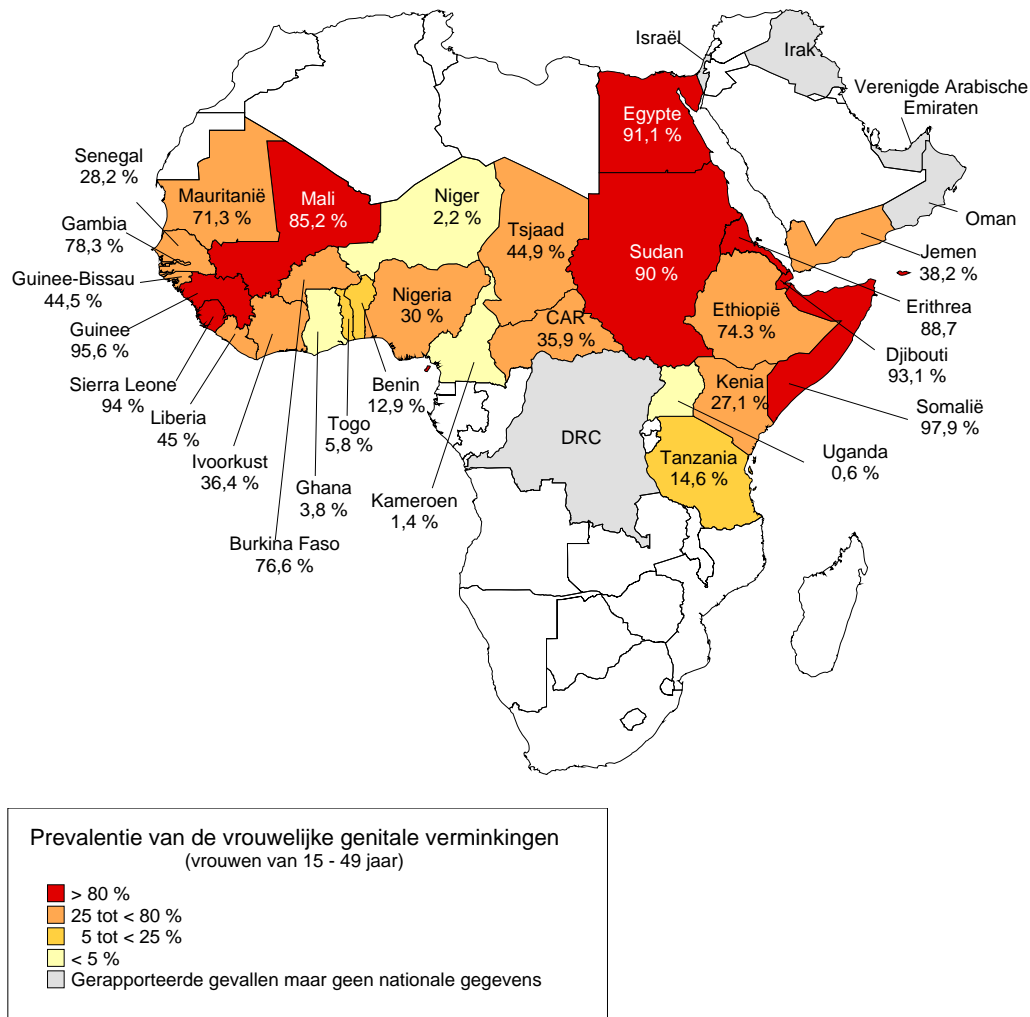 Israël
Irak
Verenigde Arabische
Emiraten
Egypte
91,1 %
Senegal
28,2 %
Mauritanië
71,3 %
Mali
85,2 %
Niger
2,2 %
Tsjaad
44,9 %
Oman
Gambia
78,3 %
Sudan
90 %
Jemen
38,2 %
Guinee-Bissau
44,5 %
Nigeria
30 %
Ethiopië
74.3 %
Erithrea
88,7
Guinee
95,6 %
CAR
35,9 %
Djibouti
93,1 %
Sierra Leone
94 %
Benin
12,9 %
Kenia
27,1 %
Somalië
97,9 %
Liberia
45 %
Togo
5,8 %
DRC
Uganda
0,6 %
Ivoorkust
36,4 %
Tanzania
14,6 %
Ghana
3,8 %
Kameroen
1,4 %
Burkina Faso
76,6 %
Prevalentie van de vrouwelijke genitale verminkingen
(vrouwen van 15 - 49 jaar)
> 80 %
25 tot < 80 %
5 tot < 25 %
< 5 %
Gerapporteerde gevallen maar geen nationale gegevens